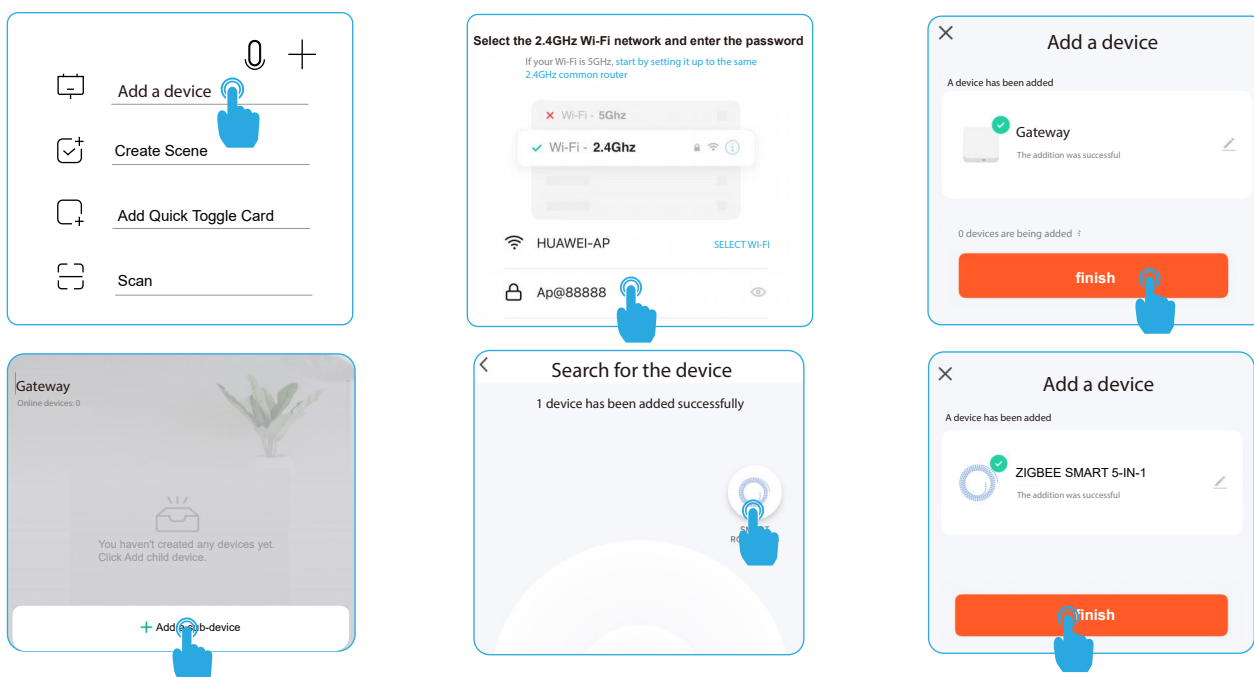 Add a device
Create Scene
Add Quick Toggle Card
Scan
Select the 2.4GHz Wi-Fi network and enter the password
If your Wi-Fi is 5GHz, start by setting it up to the same
2.4GHz common router
Wi-Fi - 5Ghz
Wi-Fi - 2.4Ghz
HUAWEI-AP SELECT WI-FI
Ap@88888
Add a device
A device has been added
Gateway
The addition was successful
0 devices are being added
finish
Gateway
Online devices: 0
You haven't created any devices yet.
Click Add child device.
+ Add a sub-device
Search for the device
1 device has been added successfully
Add a device
A device has been added
ZIGBEE SMART 5-IN-1
The addition was successful
finish